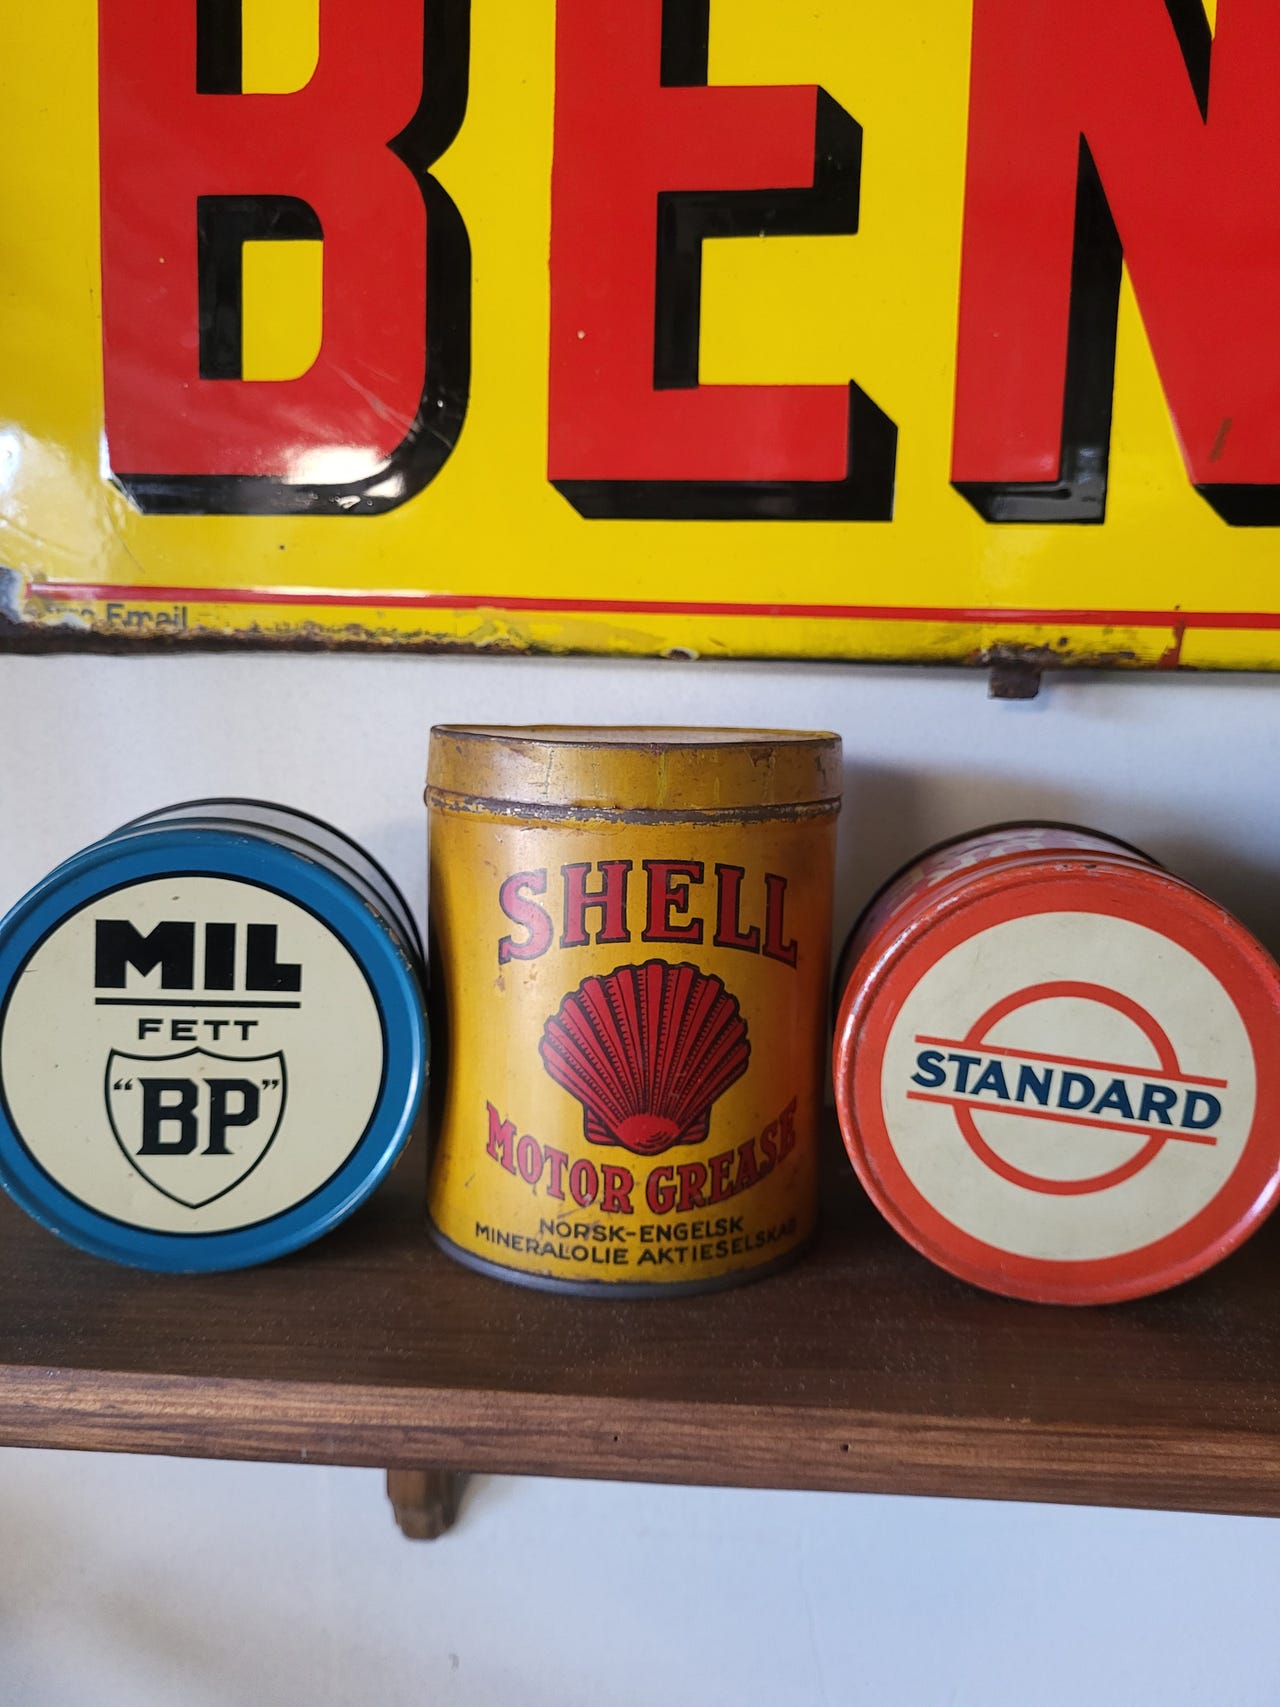 BEN
Email
MIL
FETT
"BP"
SHELL
MOTOR GREASE
NORSK-ENGELSK
MINERALOLIE AKTIESELSKAB
STANDARD